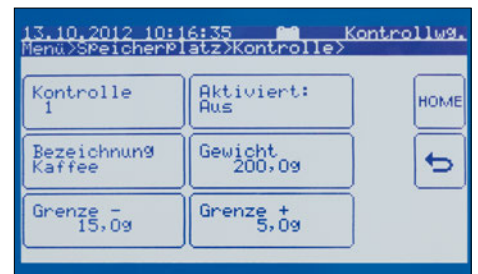 13.10.2012 10:16:35 Kontrollwg.
Menü>Speicherplatz>Kontrolle>
Kontrolle
1
Aktiviert:
Aus
HOME
Bezeichnung
Kaffee
Gewicht
200,0g
Grenze -
15,0g
Grenze +
5,0g